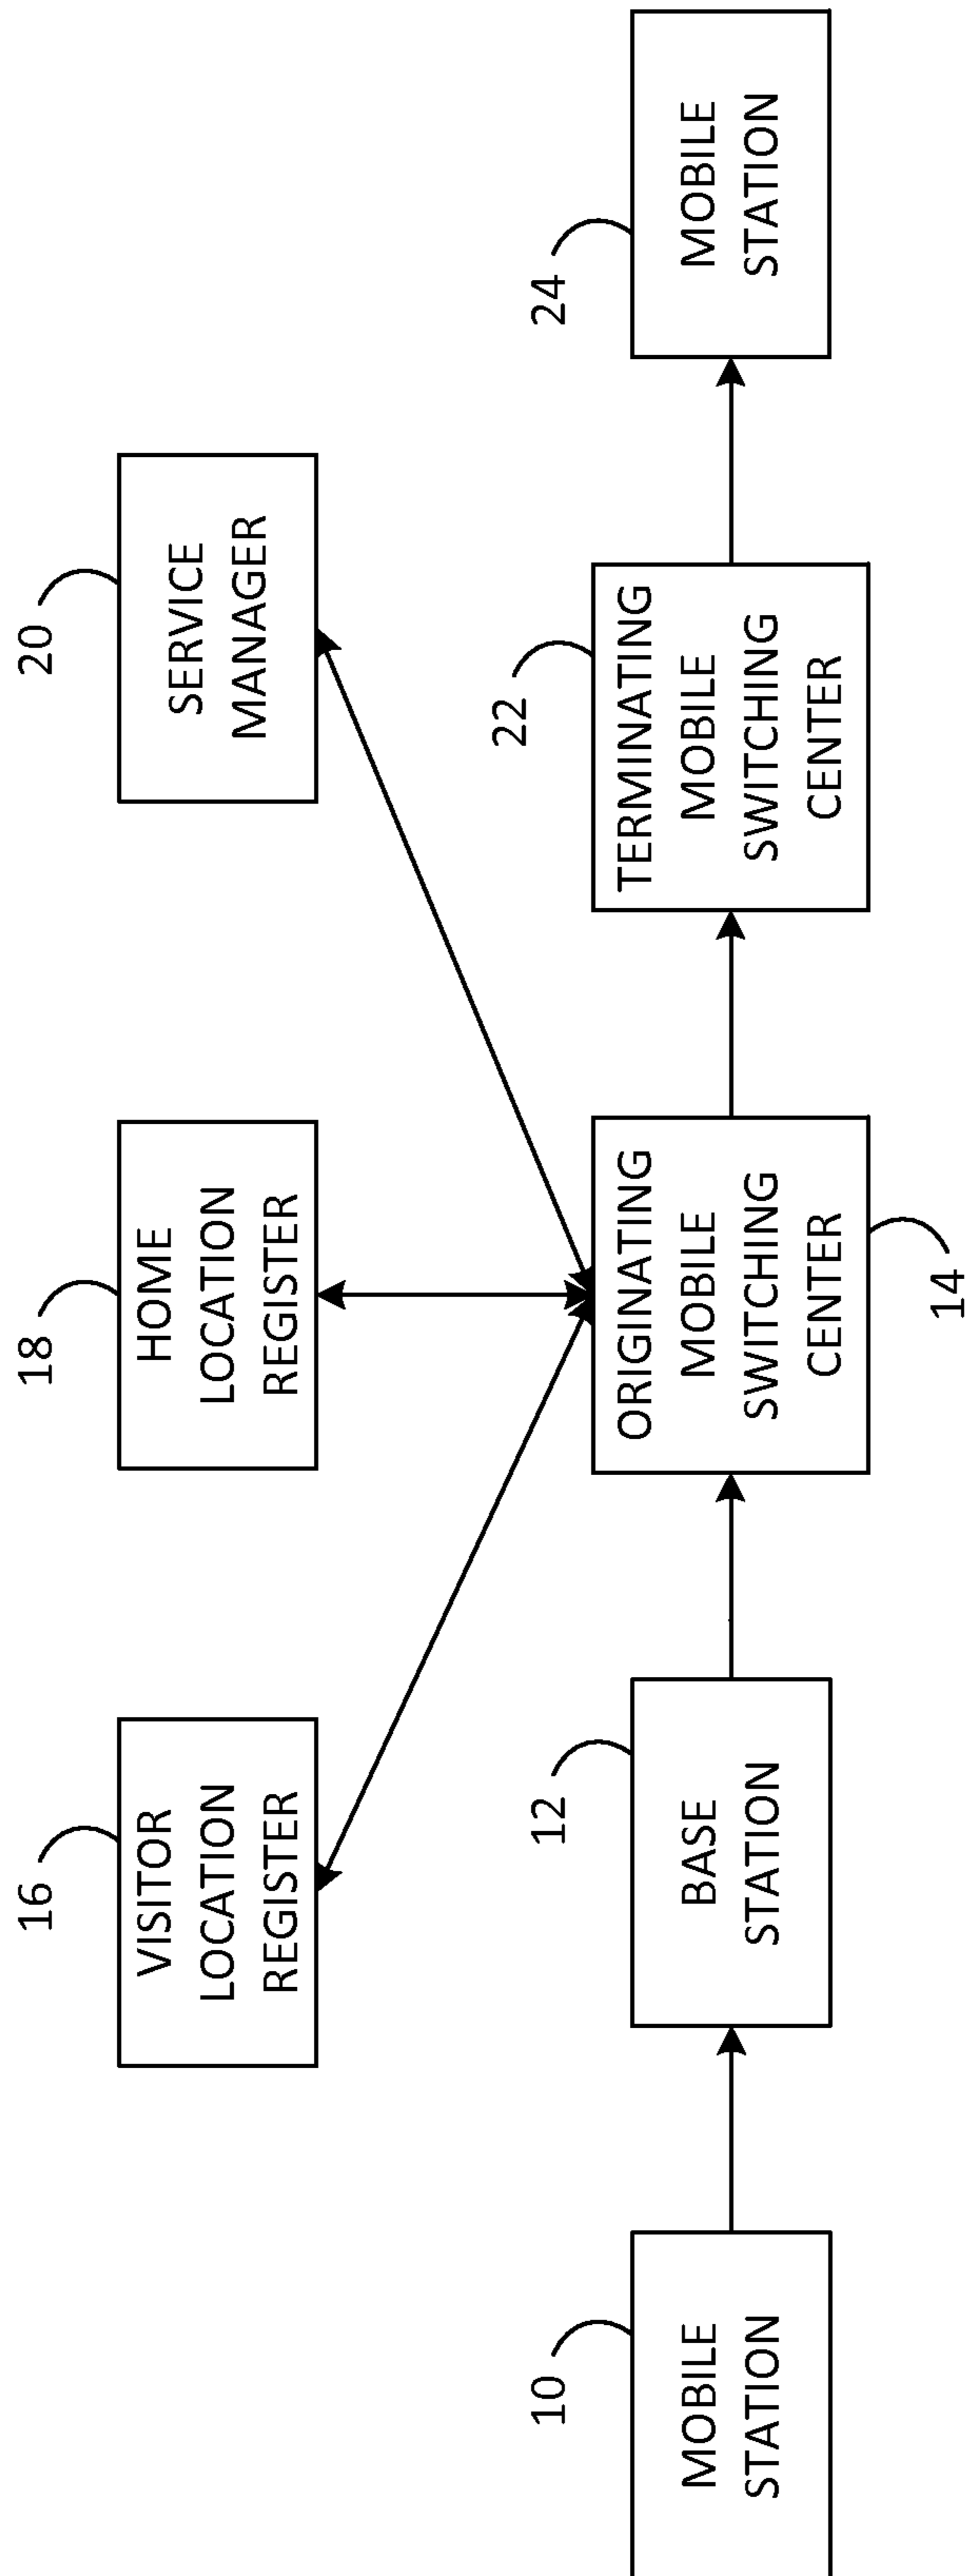 16
VISITOR
LOCATION
REGISTER
18
HOME
LOCATION
REGISTER
20
SERVICE
MANAGER
10
MOBILE
STATION
12
BASE
STATION
ORIGINATING
MOBILE
SWITCHING
CENTER
14
22
TERMINATING
MOBILE
SWITCHING
CENTER
24
MOBILE
STATION